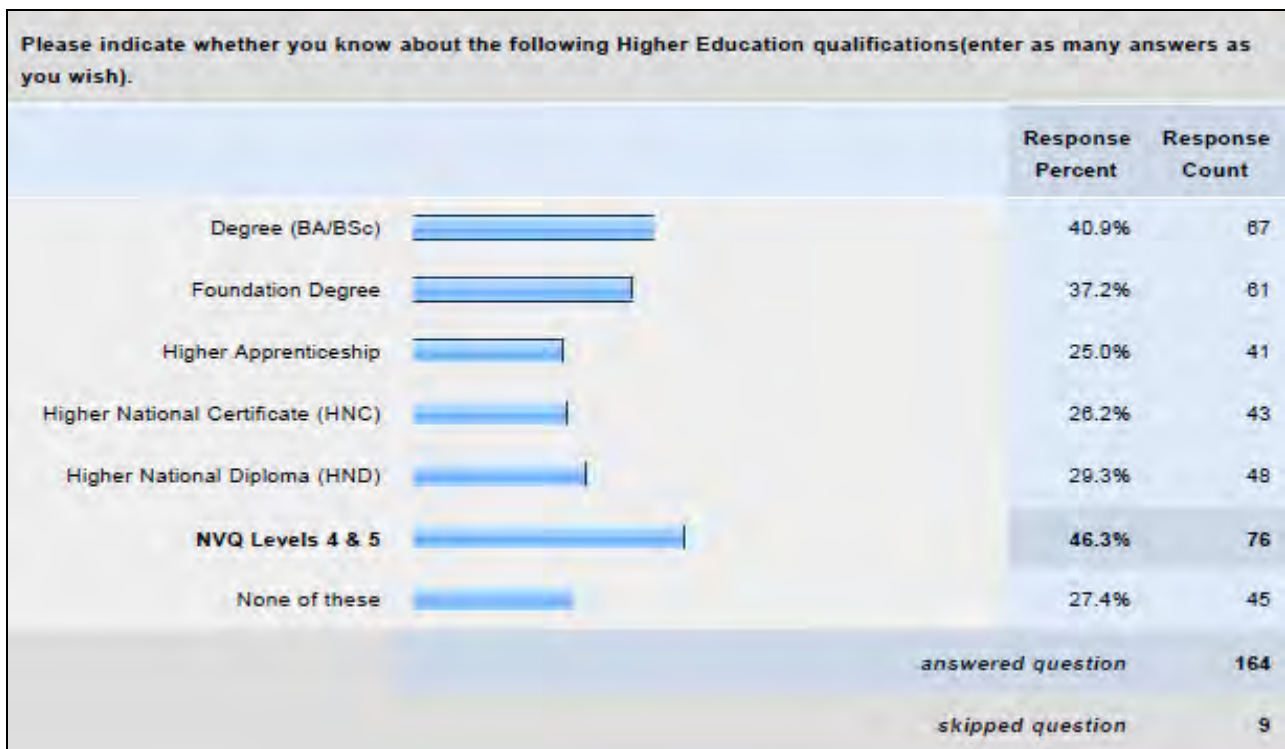 Please indicate whether you know about the following Higher Education qualifications(enter as many answers as
you wish).
Response Response
Percent Count
Degree (BA/BSc) 40.9% 67
Foundation Degree 37.2% 61
Higher Apprenticeship 25.0% 41
Higher National Certificate (HNC) 26.2% 43
Higher National Diploma (HND) 29.3% 48
NVQ Levels 4 & 5 46.3% 76
None of these 27.4% 45
answered question 164
skipped question 9